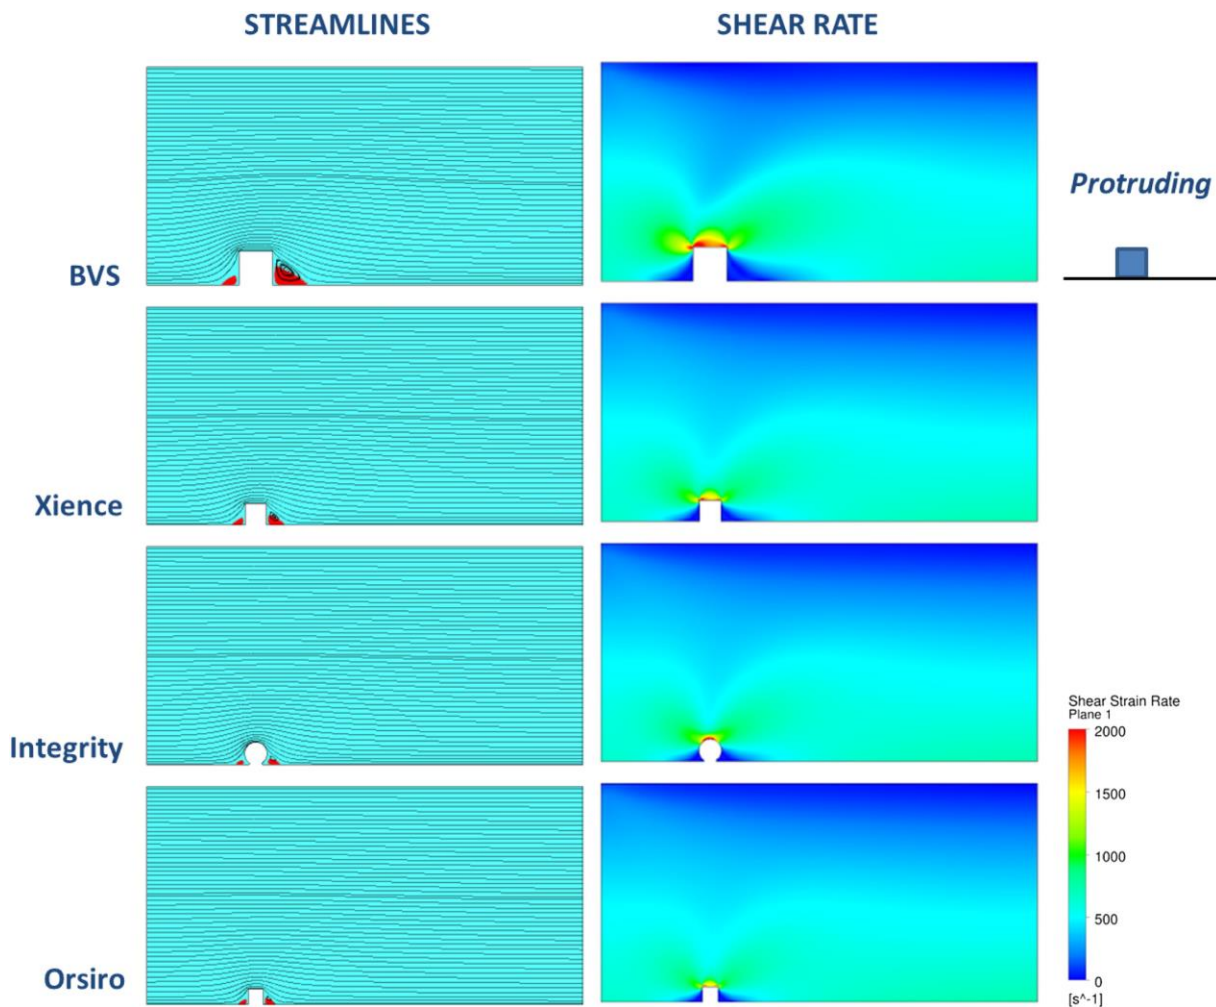 STREAMLINES
SHEAR RATE
Protruding
BVS
Xience
Integrity
Shear Strain Rate
Plane 1
2000
1500
1000
500
0
[s^-1]
Orsiro